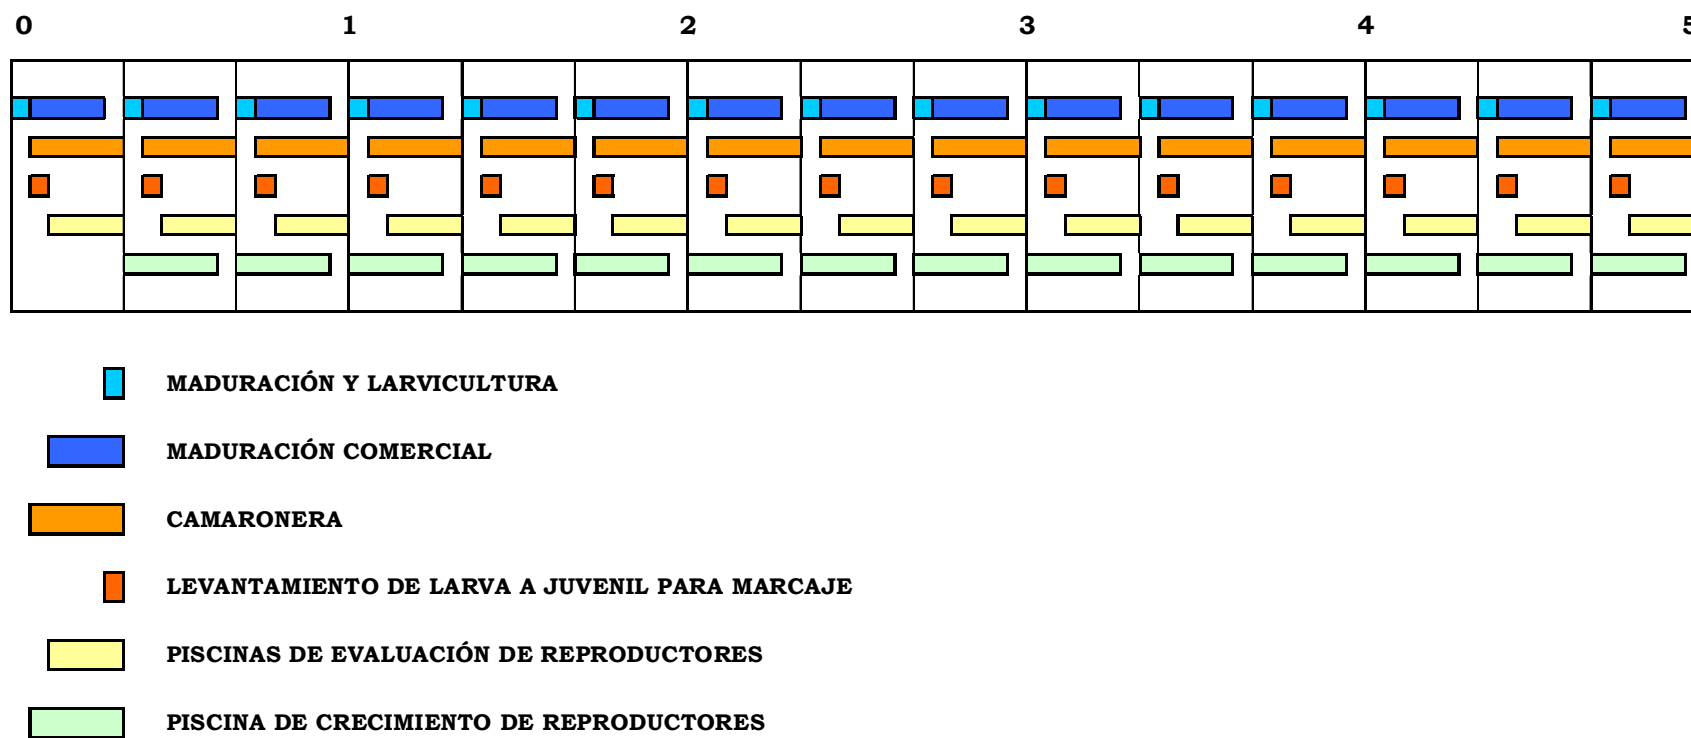 0 1 2 3 4 5
MADURACIÓN Y LARVICULTURA
MADURACIÓN COMERCIAL
CAMARONERA
LEVANTAMIENTO DE LARVA A JUVENIL PARA MARCAJE
PISCINAS DE EVALUACIÓN DE REPRODUCTORES
PISCINA DE CRECIMIENTO DE REPRODUCTORES